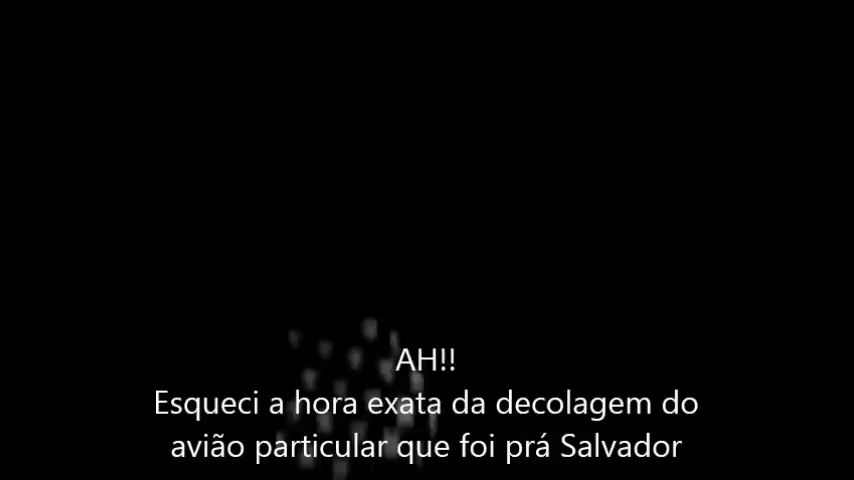 AH!!
Esqueci a hora exata da decolagem do
avião particular que foi prá Salvador